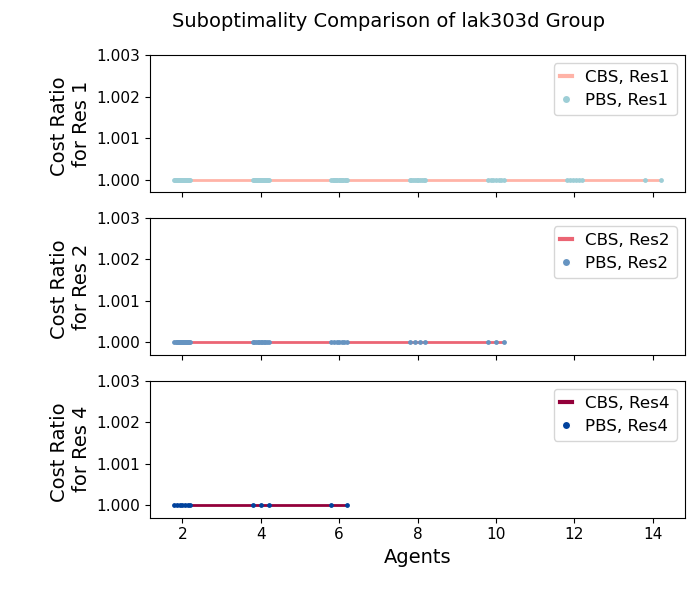 Suboptimality Comparison of lak303d Group
Cost Ratio
for Res 1
1.003
1.002
1.001
1.000
CBS, Res1
PBS, Res1
Cost Ratio
for Res 2
1.003
1.002
1.001
1.000
CBS, Res2
PBS, Res2
Cost Ratio
for Res 4
1.003
1.002
1.001
1.000
CBS, Res4
PBS, Res4
2 4 6 8 10 12 14
Agents